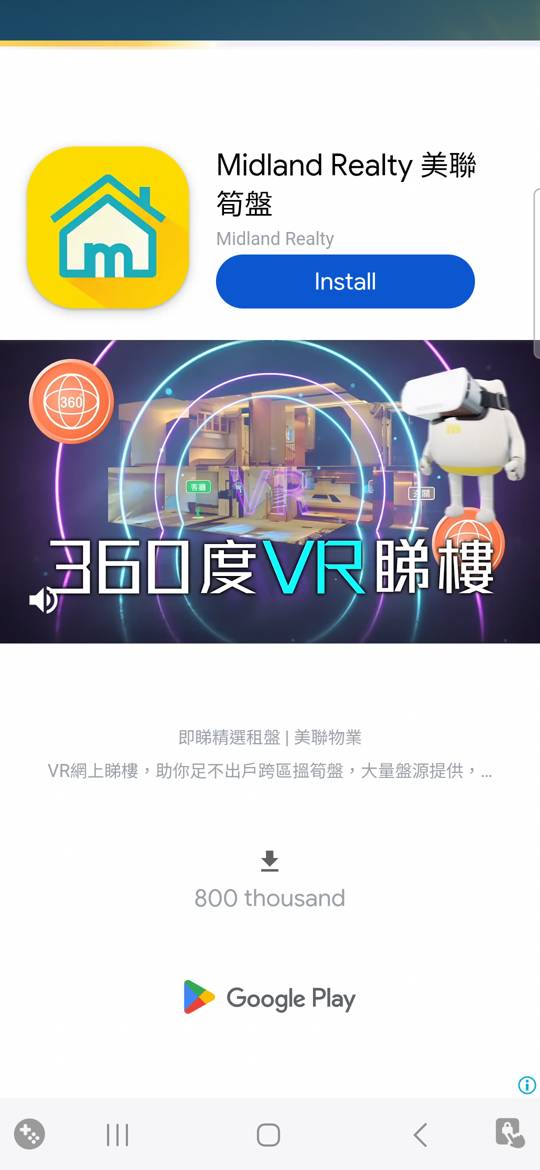 Midland Realty 美聯
筍盤
Midland Realty
Install
360
VR
客廳
360度VR睇樓
即睇精選租盤 | 美聯物業
VR網上睇樓，助你足不出戶跨區搵筍盤，大量盤源提供，...
800 thousand
Google Play